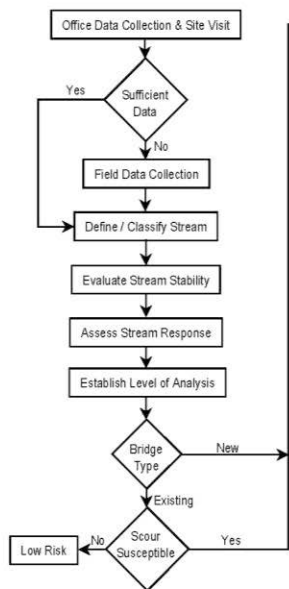 Office Data Collection & Site Visit
Yes
Sufficient
Data
No
Field Data Collection
Define / Classify Stream
Evaluate Stream Stability
Assess Stream Response
Establish Level of Analysis
Bridge
Type
New
Existing
Low Risk
No
Scour
Susceptible
Yes